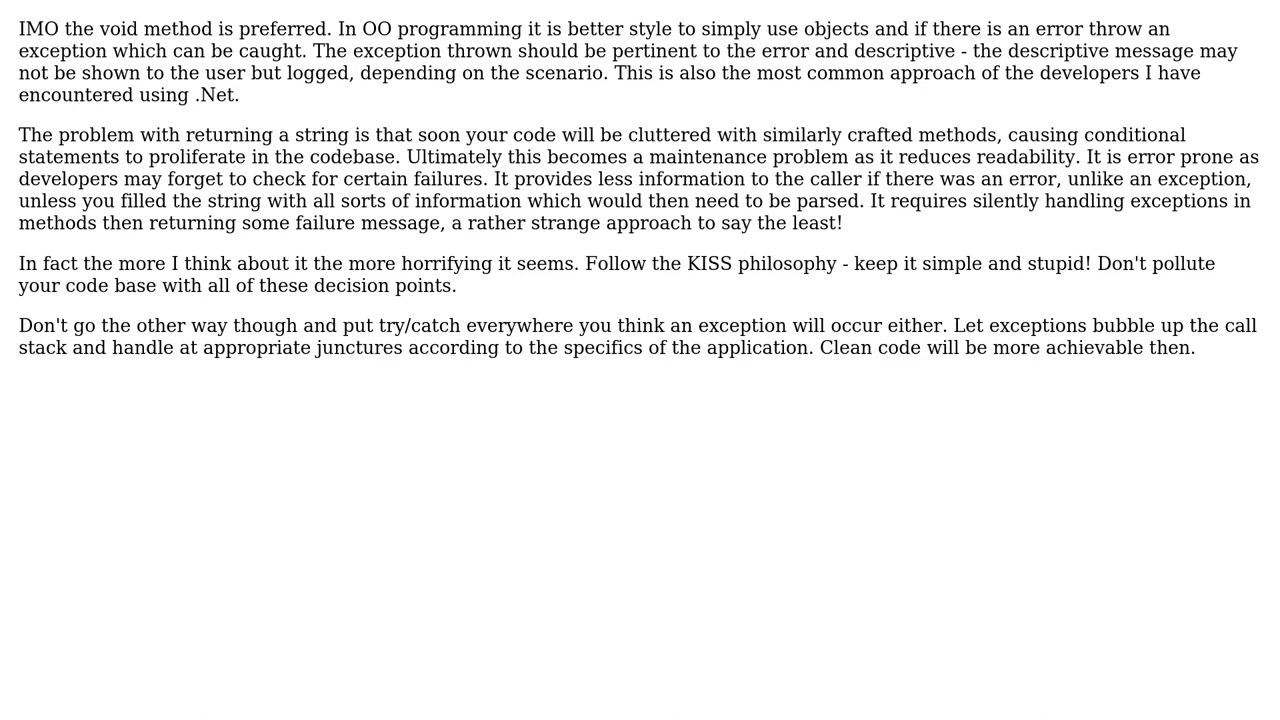 IMO the void method is preferred. In OO programming it is better style to simply use objects and if there is an error throw an
exception which can be caught. The exception thrown should be pertinent to the error and descriptive - the descriptive message may
not be shown to the user but logged, depending on the scenario. This is also the most common approach of the developers I have
encountered using .Net.
The problem with returning a string is that soon your code will be cluttered with similarly crafted methods, causing conditional
statements to proliferate in the codebase. Ultimately this becomes a maintenance problem as it reduces readability. It is error prone as
developers may forget to check for certain failures. It provides less information to the caller if there was an error, unlike an exception,
unless you filled the string with all sorts of information which would then need to be parsed. It requires silently handling exceptions in
methods then returning some failure message, a rather strange approach to say the least!
In fact the more I think about it the more horrifying it seems. Follow the KISS philosophy - keep it simple and stupid! Don't pollute
your code base with all of these decision points.
Don't go the other way though and put try/catch everywhere you think an exception will occur either. Let exceptions bubble up the call
stack and handle at appropriate junctures according to the specifics of the application. Clean code will be more achievable then.